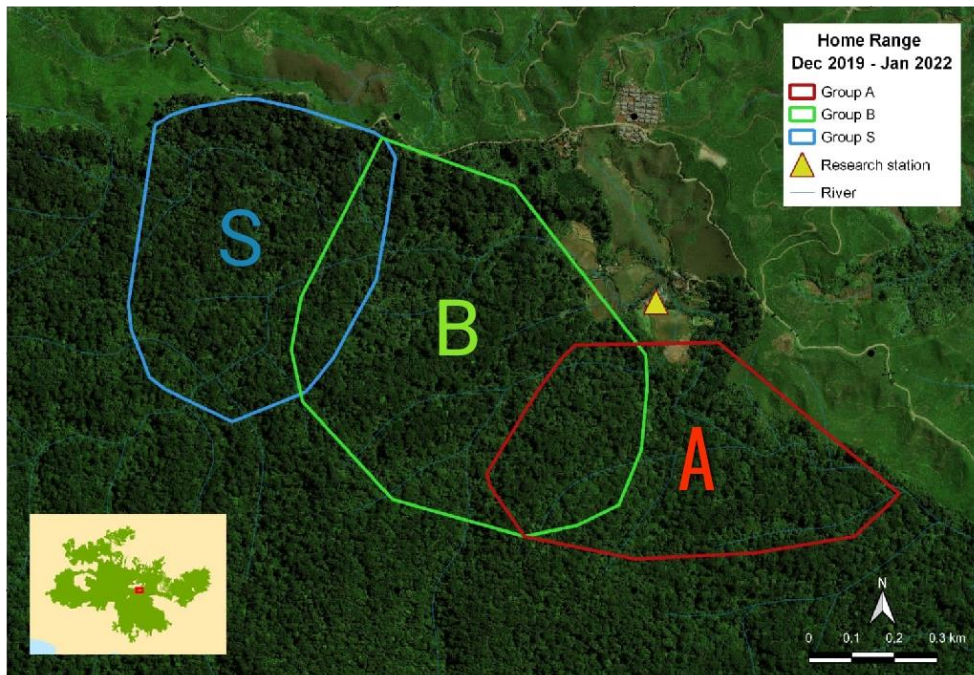 Home Range
Dec 2019 - Jan 2022
Group A
Group B
Group S
Research station
River
S
B
A
N
0 0.1 0.2 0.3 km